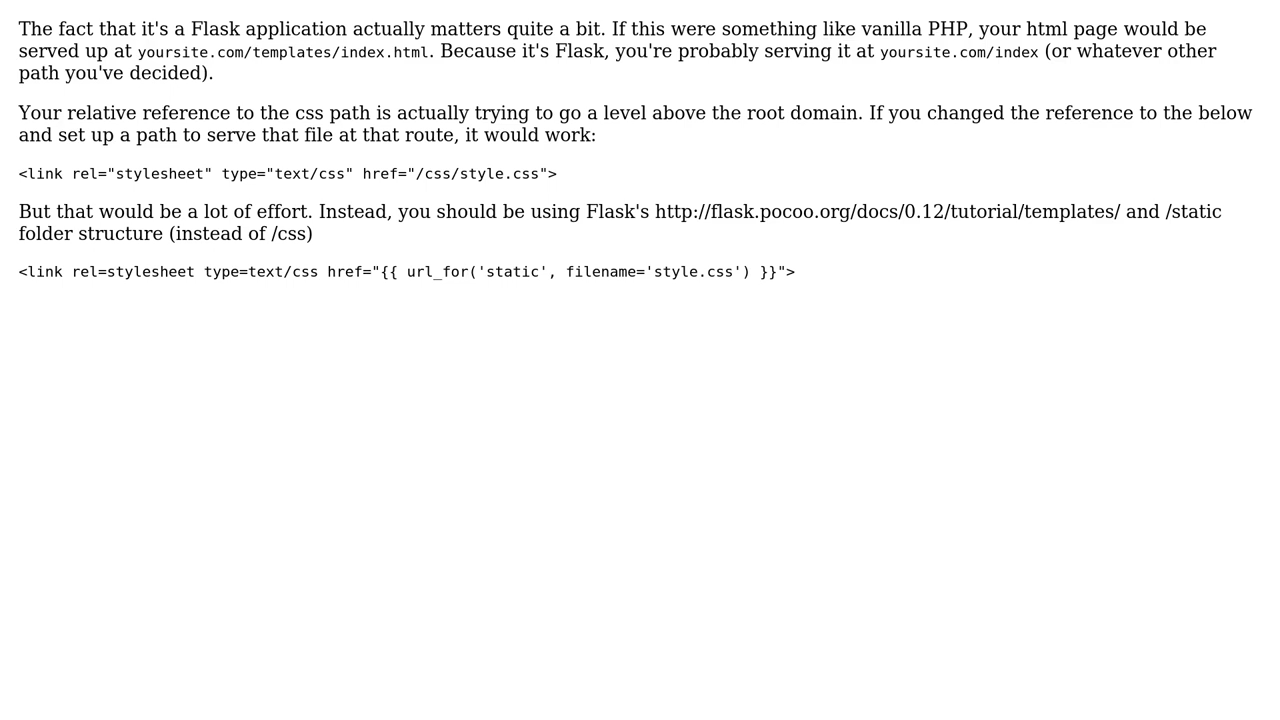 The fact that it's a Flask application actually matters quite a bit. If this were something like vanilla PHP, your html page would be
served up at yoursite.com/templates/index.html. Because it's Flask, you're probably serving it at yoursite.com/index (or whatever other
path you've decided).
Your relative reference to the css path is actually trying to go a level above the root domain. If you changed the reference to the below
and set up a path to serve that file at that route, it would work:
<link rel="stylesheet" type="text/css" href="/css/style.css">
But that would be a lot of effort. Instead, you should be using Flask's http://flask.pocoo.org/docs/0.12/tutorial/templates/ and /static
folder structure (instead of /css)
<link rel=stylesheet type=text/css href="{{ url_for('static', filename='style.css') }}">